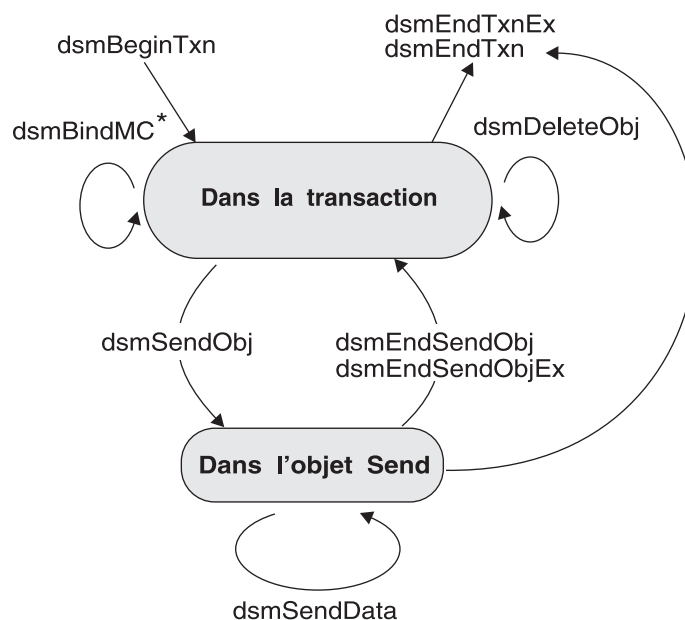 dsmBeginTxn
dsmEndTxnEx
dsmEndTxn
dsmBindMC*
dsmDeleteObj
Dans la transaction
dsmSendObj
dsmEndSendObj
dsmEndSendObjEx
Dans l'objet Send
dsmSendData